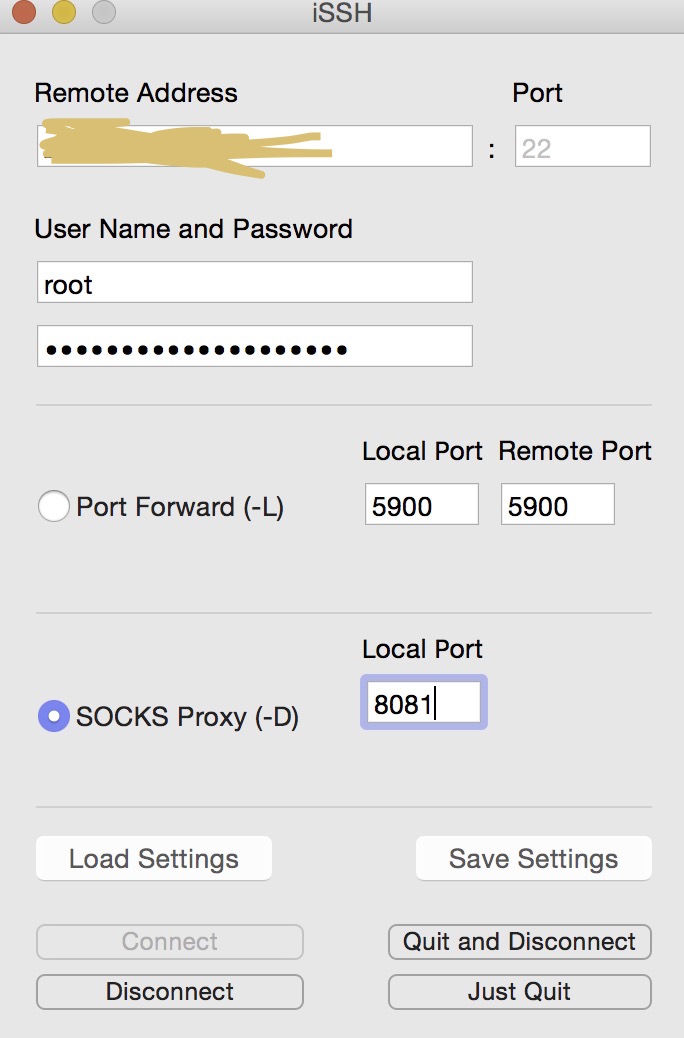 iSSH
Remote Address Port
: 22
User Name and Password
root
••••••••••••••••••••
Local Port Remote Port
Port Forward (-L) 5900 5900
Local Port
SOCKS Proxy (-D) 8081
Load Settings Save Settings
Connect Quit and Disconnect
Disconnect Just Quit